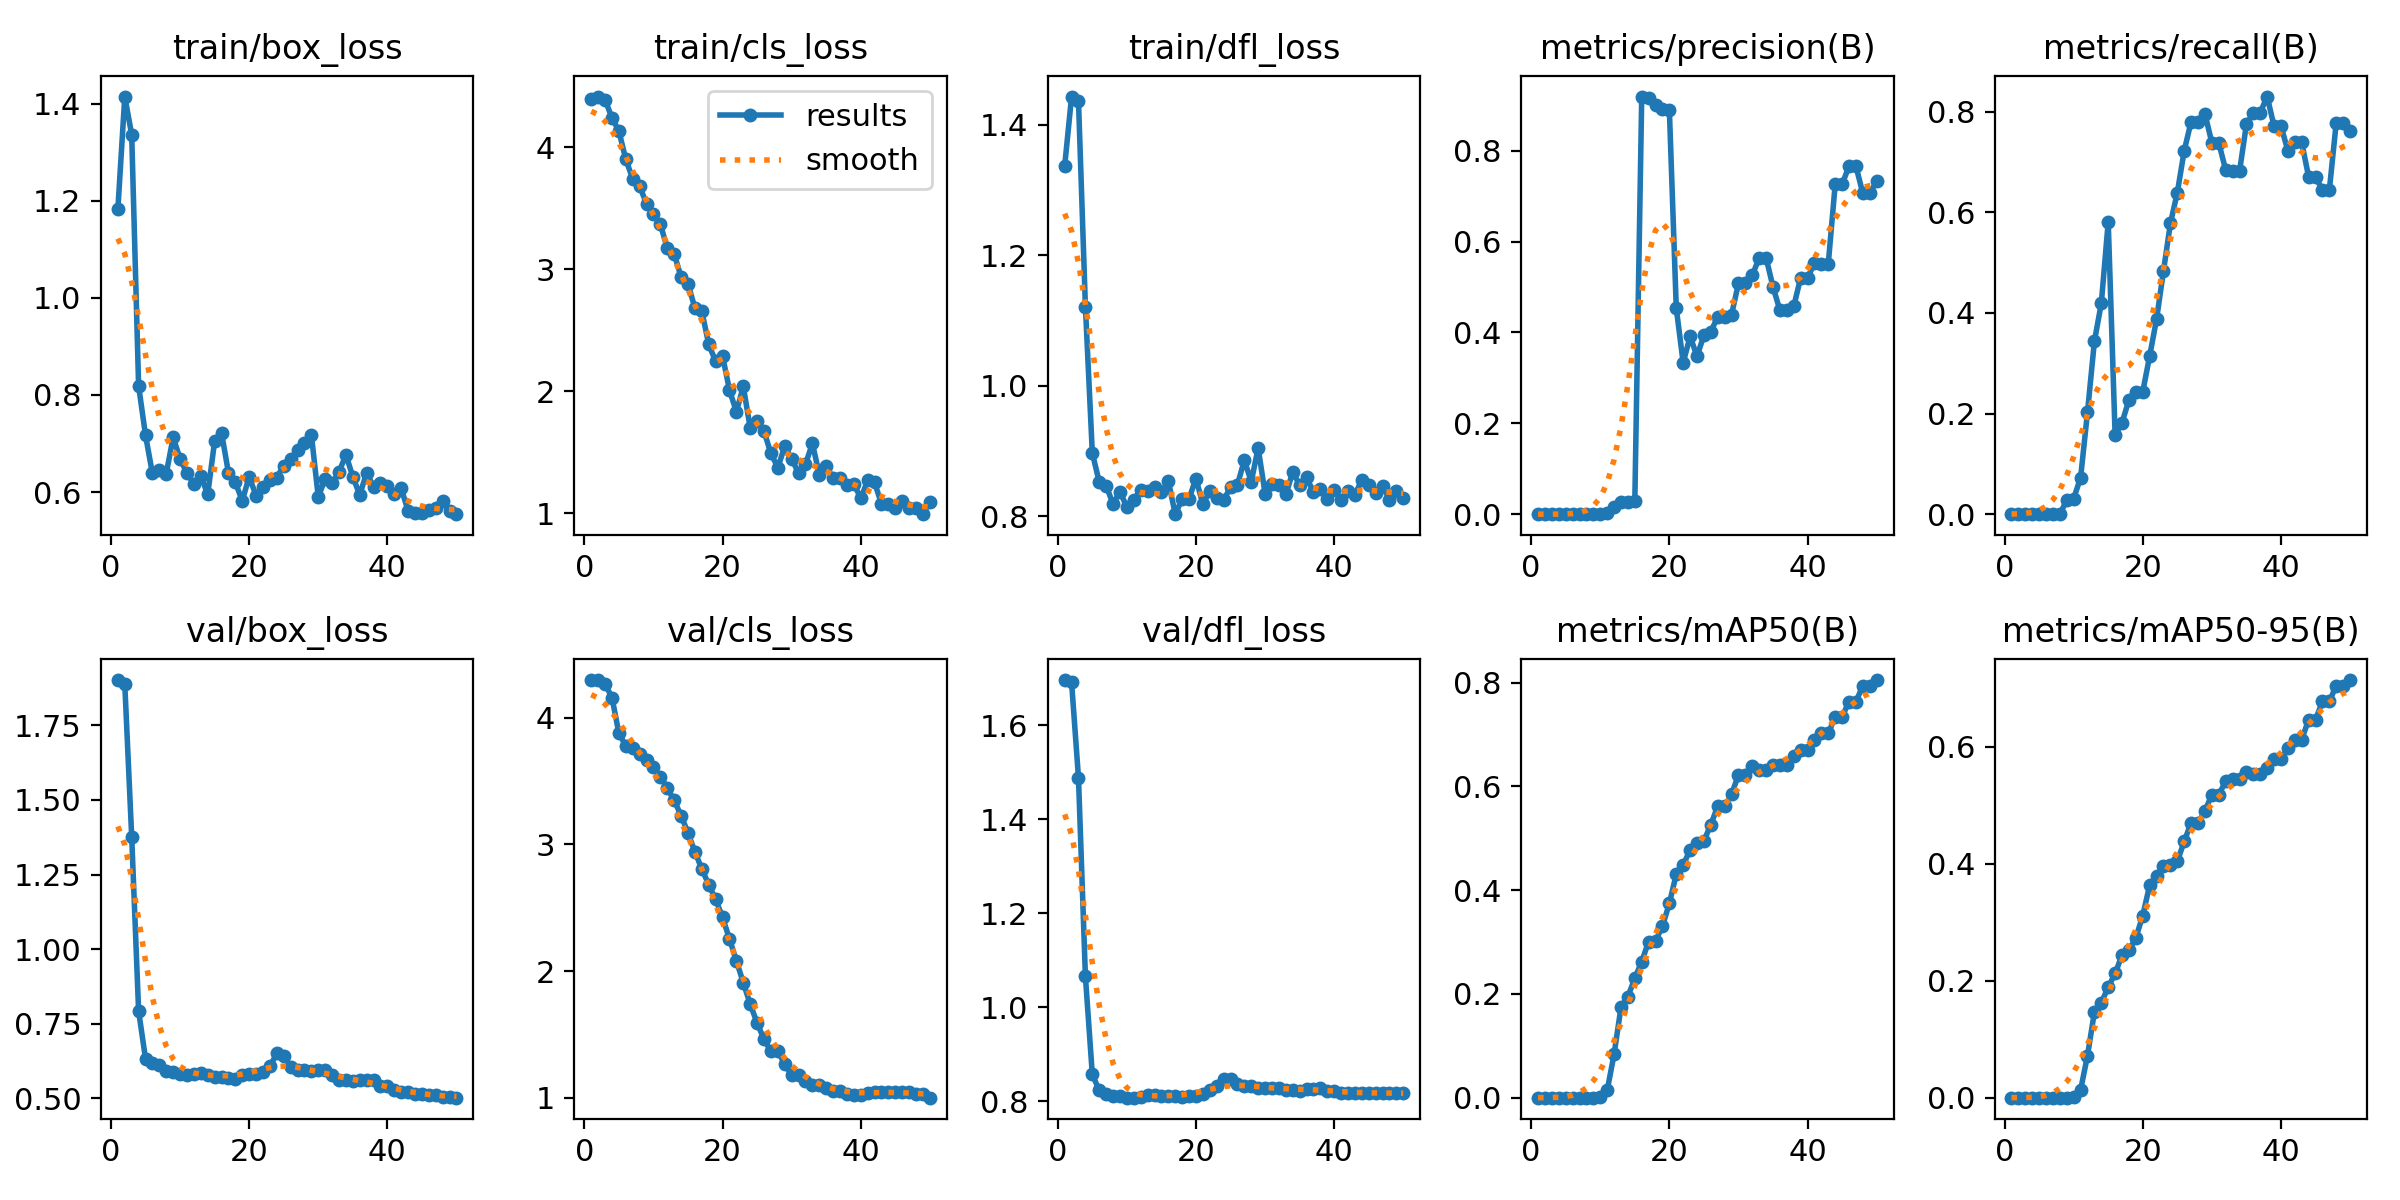 train/box_loss
1.4
1.2
1.0
0.8
0.6
0 20 40
train/cls_loss
results
smooth
4
3
2
1
0 20 40
train/dfl_loss
1.4
1.2
1.0
0.8
0 20 40
metrics/precision(B)
0.8
0.6
0.4
0.2
0.0
0 20 40
metrics/recall(B)
0.8
0.6
0.4
0.2
0.0
0 20 40
val/box_loss
1.75
1.50
1.25
1.00
0.75
0.50
0 20 40
val/cls_loss
4
3
2
1
0 20 40
val/dfl_loss
1.6
1.4
1.2
1.0
0.8
0 20 40
metrics/mAP50(B)
0.8
0.6
0.4
0.2
0.0
0 20 40
metrics/mAP50-95(B)
0.6
0.4
0.2
0.0
0 20 40